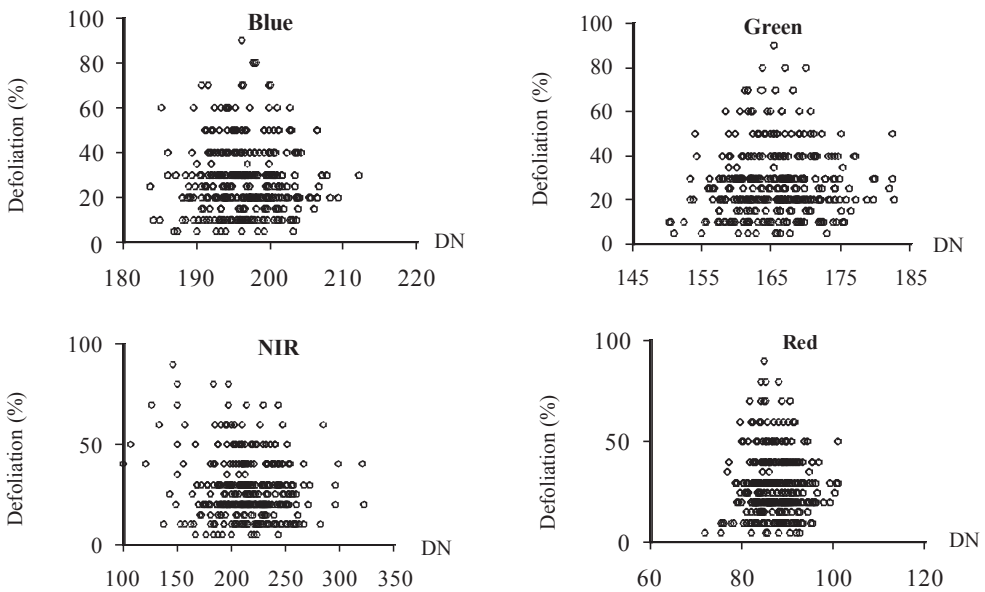 Blue
Defoliation (%)
100
80
60
40
20
0
180 190 200 210 220
DN
Green
Defoliation (%)
100
80
60
40
20
0
145 155 165 175 185
DN
NIR
Defoliation (%)
100
50
0
100 150 200 250 300 350
DN
Red
Defoliation (%)
100
50
0
60 80 100 120
DN